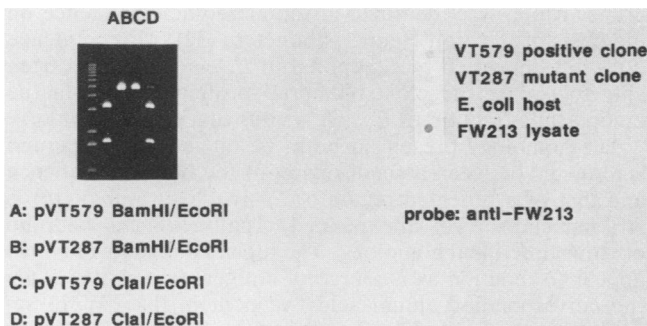 ABCD
VT579 positive clone
VT287 mutant clone
E. coli host
FW213 lysate
A: pVT579 BamHI/EcoRI
B: pVT287 BamHI/EcoRI
C: pVT579 ClaI/EcoRI
D: pVT287 ClaI/EcoRI
probe: anti-FW213